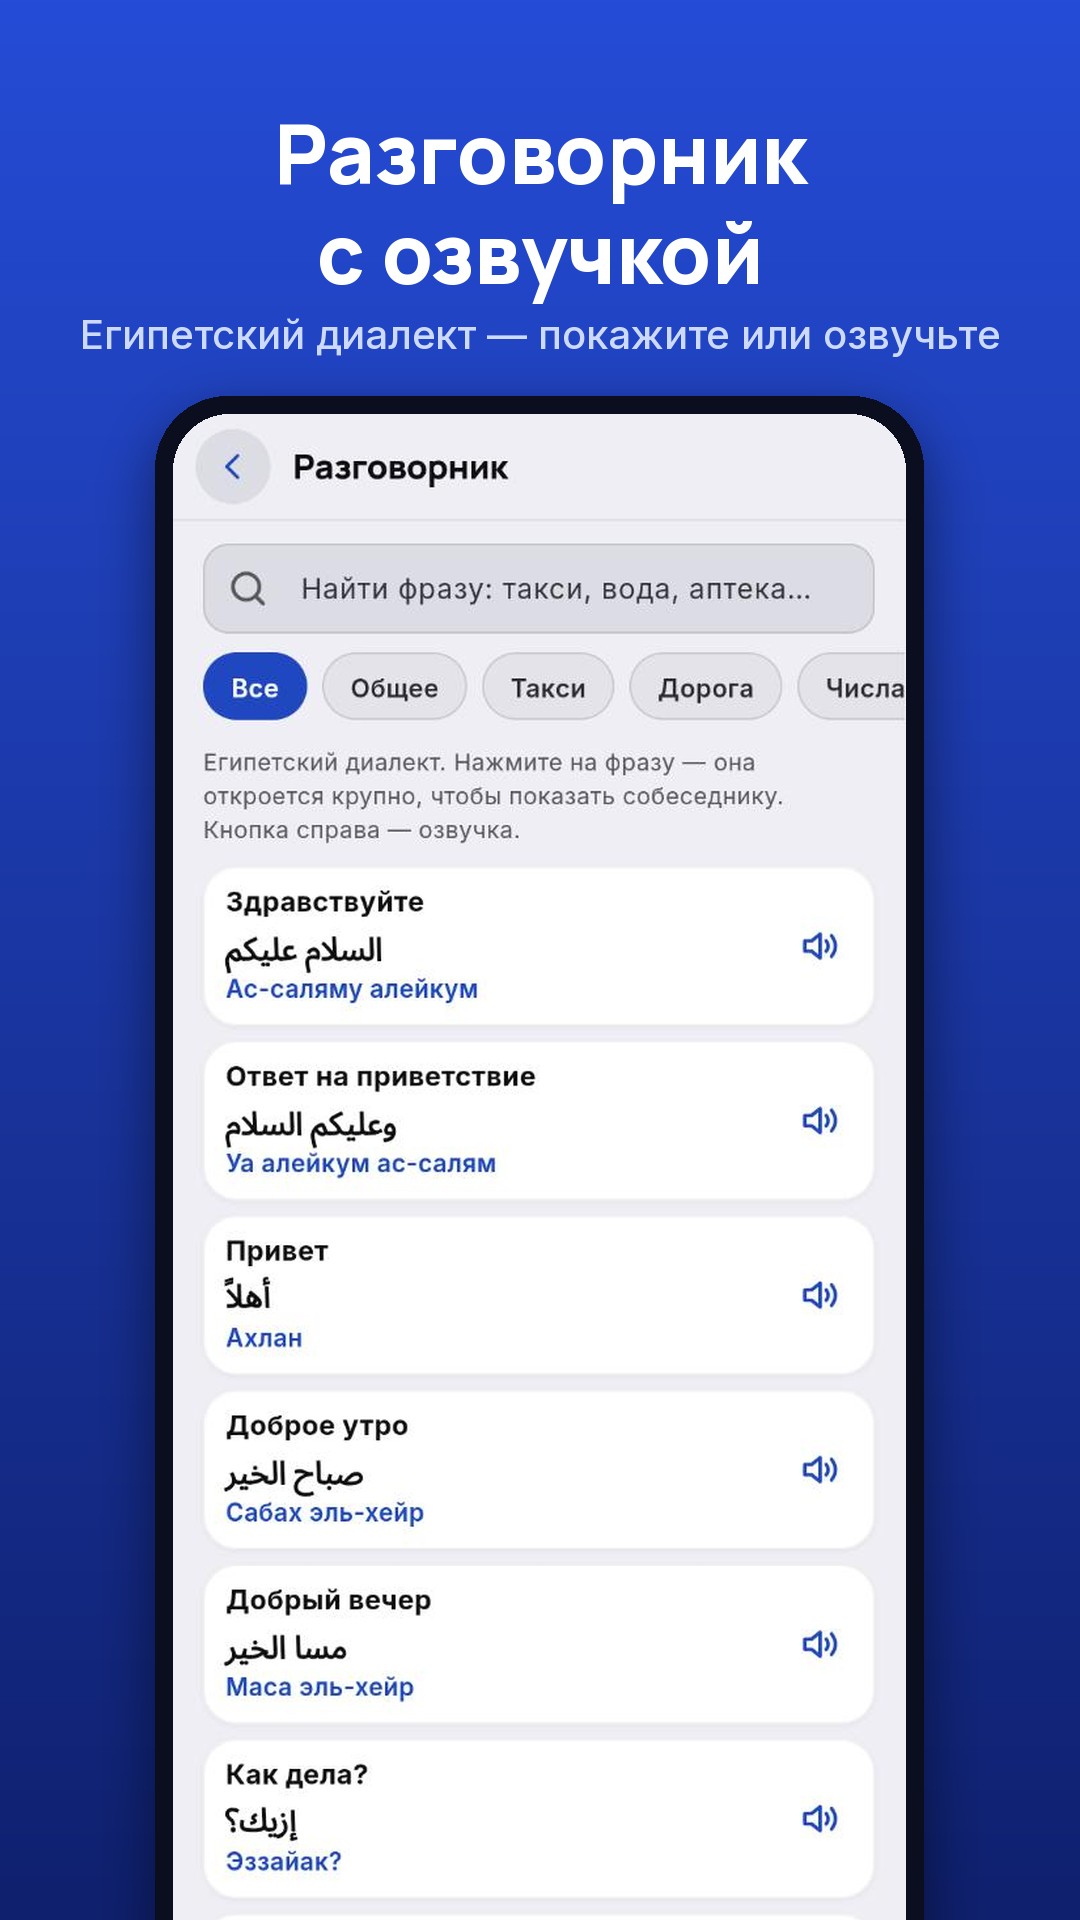 Разговорник
с озвучкой
Египетский диалект — покажите или озвучьте
Разговорник
Найти фразу: такси, вода, аптека...
Все Общее Такси Дорога Числа
Египетский диалект. Нажмите на фразу — она
откроется крупно, чтобы показать собеседнику.
Кнопка справа — озвучка.
Здравствуйте
السلام عليكم
Ас-саляму алейкум
Ответ на приветствие
وعليكم السلام
Уа алейкум ас-салям
Привет
أهلاً
Ахлан
Доброе утро
صباح الخير
Сабах эль-хейр
Добрый вечер
مسا الخير
Маса эль-хейр
Как дела?
إزيك؟
Эззайак?